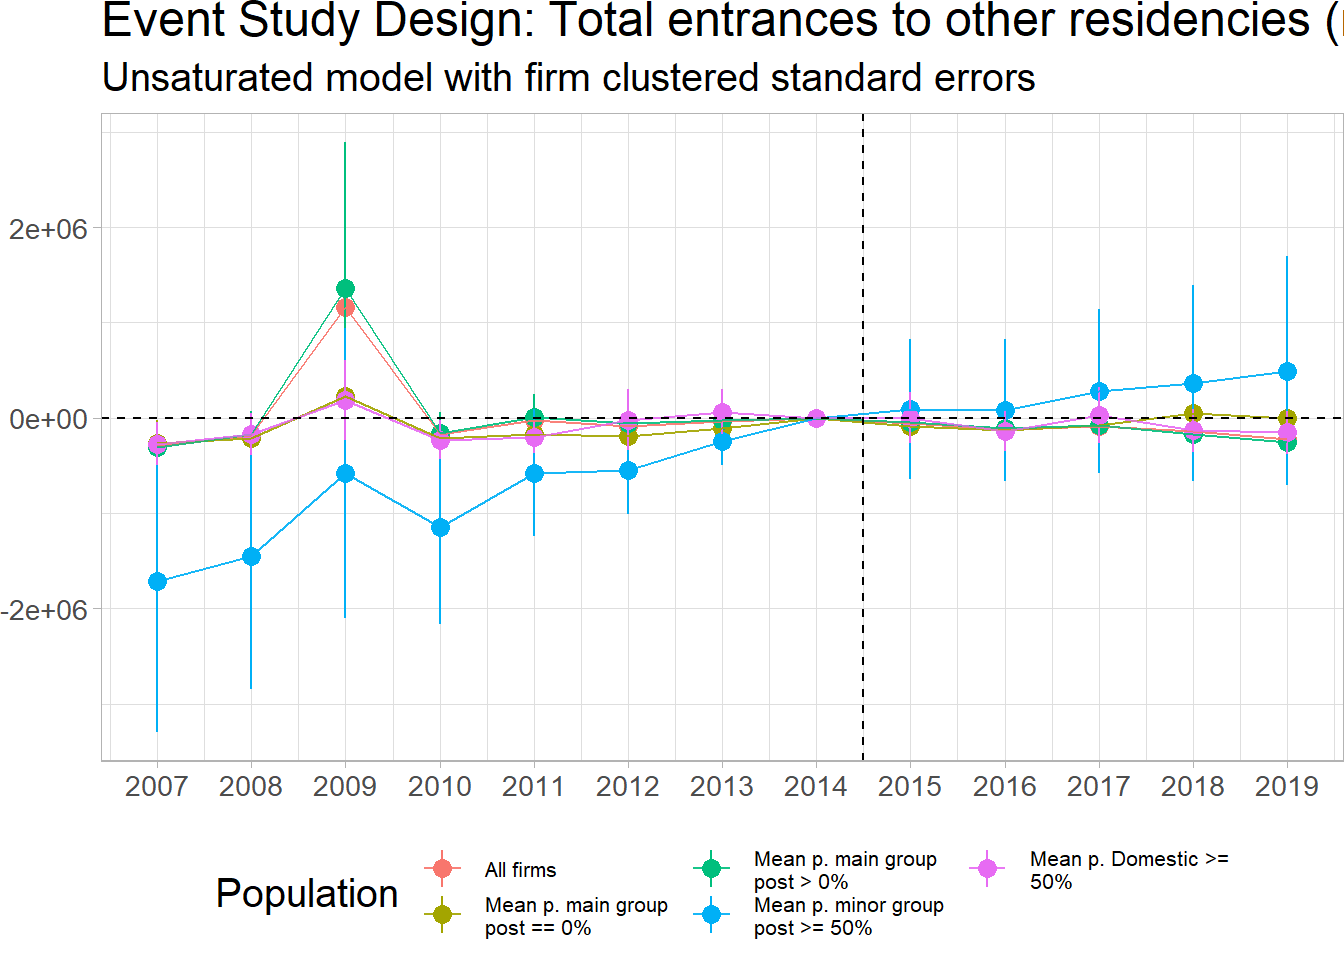 Event Study Design: Total entrances to other residencies (
Unsaturated model with firm clustered standard errors
2e+06
0e+00
-2e+06
2007 2008 2009 2010 2011 2012 2013 2014 2015 2016 2017 2018 2019
Population
All firms
Mean p. main group
post == 0%
Mean p. main group
post > 0%
Mean p. minor group
post >= 50%
Mean p. Domestic >=
50%